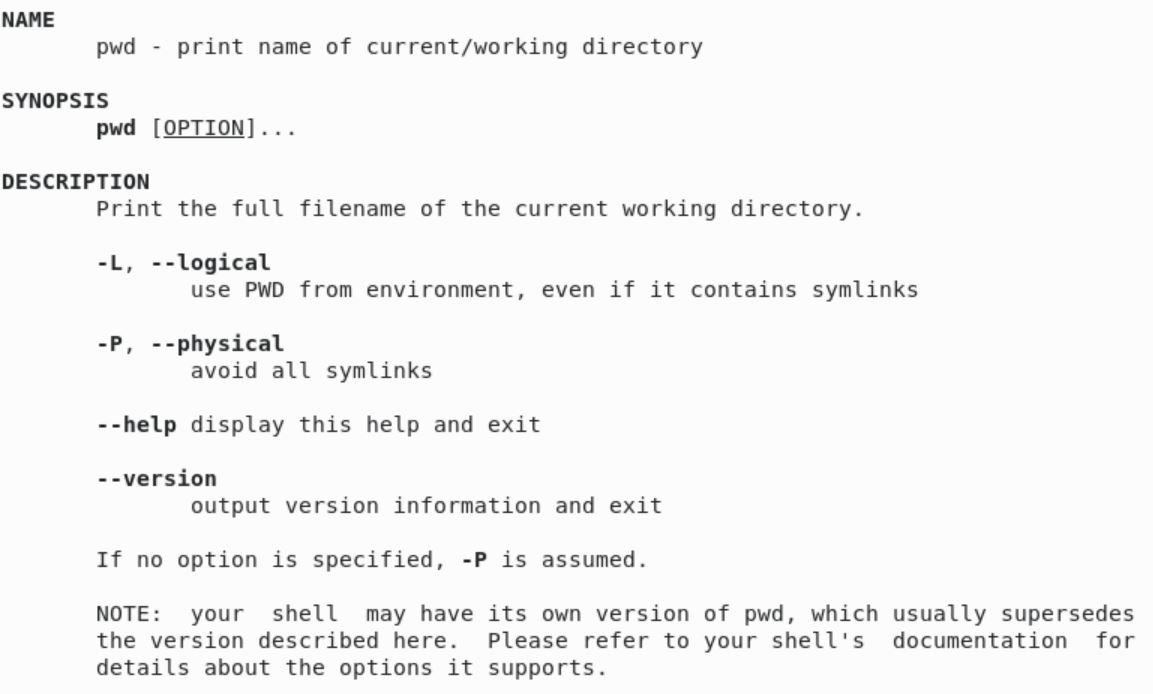 NAME
pwd - print name of current/working directory
SYNOPSIS
pwd [OPTION]...
DESCRIPTION
Print the full filename of the current working directory.
-L, --logical
use PWD from environment, even if it contains symlinks
-P, --physical
avoid all symlinks
--help display this help and exit
--version
output version information and exit
If no option is specified, -P is assumed.
NOTE:  your  shell  may have its own version of pwd, which usually supersedes
the version described here.  Please refer to your shell's  documentation  for
details about the options it supports.